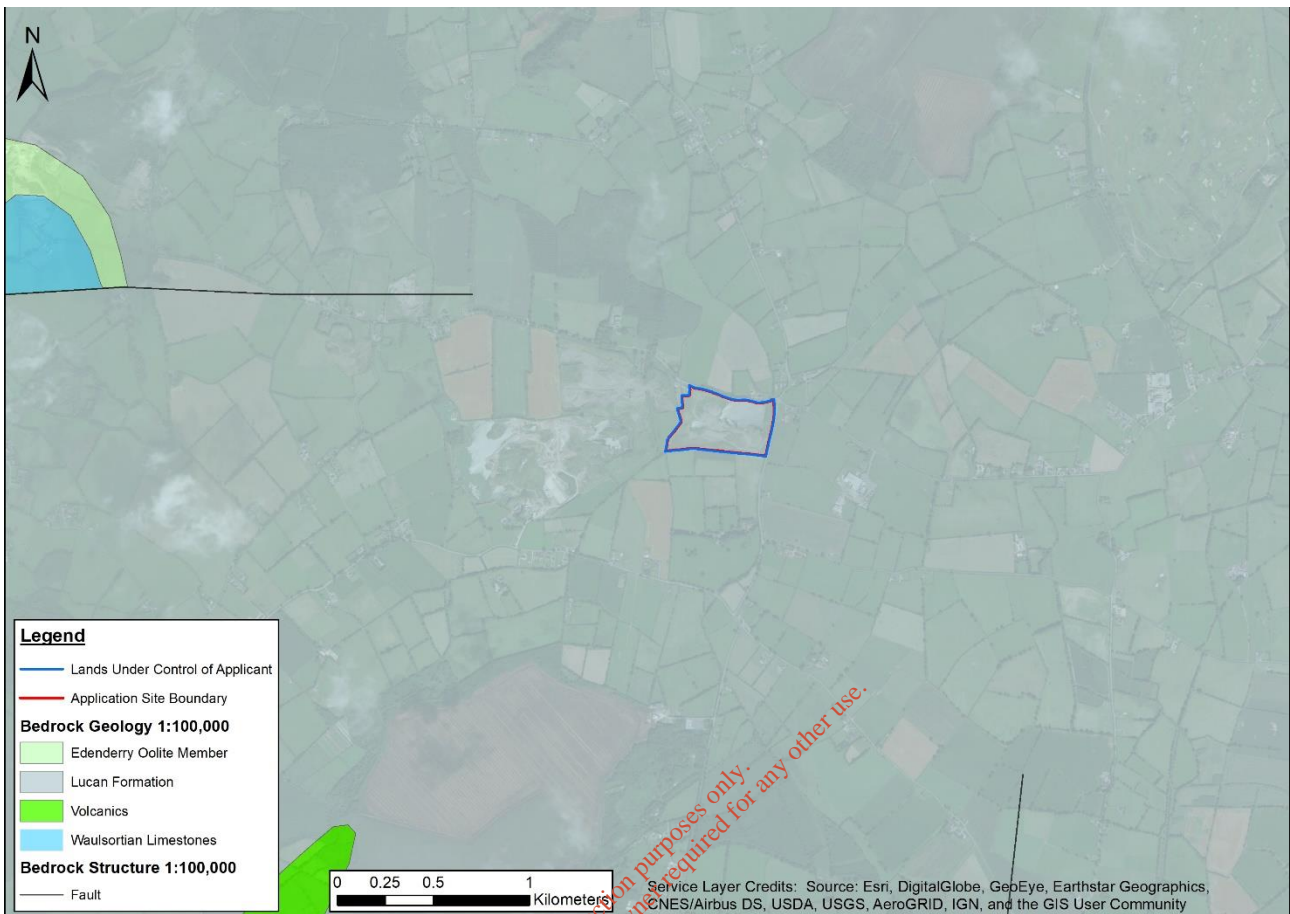 N
Legend
Lands Under Control of Applicant
Application Site Boundary
Bedrock Geology 1:100,000
Edenderry Oolite Member
Lucan Formation
Volcanics
Waulsortian Limestones
Bedrock Structure 1:100,000
Fault
0 0.25 0.5 1
Kilometers
purposes only.
required for any other use.
Service Layer Credits: Source: Esri, DigitalGlobe, GeoEye, Earthstar Geographics,
CNES/Airbus DS, USDA, USGS, AeroGRID, IGN, and the GIS User Community